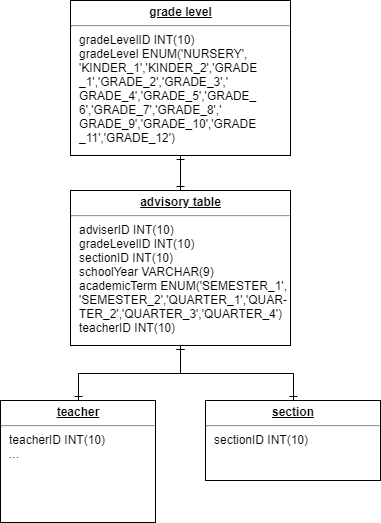 grade level
gradeLevelID INT(10)
gradeLevel ENUM('NURSERY',
'KINDER_1','KINDER_2','GRADE
_1','GRADE_2','GRADE_3','
GRADE_4','GRADE_5','GRADE_
6','GRADE_7','GRADE_8','
GRADE_9','GRADE_10','GRADE
_11','GRADE_12')
advisory table
adviserID INT(10)
gradeLevelID INT(10)
sectionID INT(10)
schoolYear VARCHAR(9)
academicTerm ENUM('SEMESTER_1',
'SEMESTER_2','QUARTER_1','QUAR-
TER_2','QUARTER_3','QUARTER_4')
teacherID INT(10)
teacher
teacherID INT(10)
...
section
sectionID INT(10)